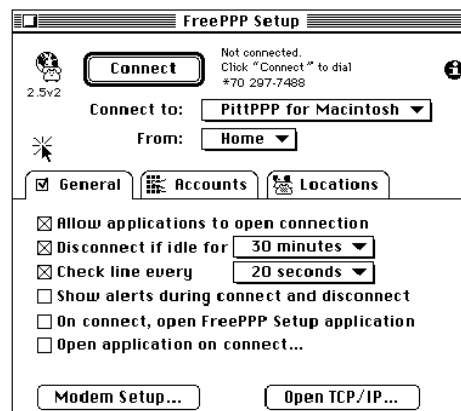 FreePPP Setup
Not connected.
Connect
Click "Connect" to dial
*70 297-7488
2.5v2
Connect to: PittPPP for Macintosh
From: Home
General Accounts Locations
Allow applications to open connection
Disconnect if idle for 30 minutes
Check line every 20 seconds
Show alerts during connect and disconnect
On connect, open FreePPP Setup application
Open application on connect...
Modem Setup... Open TCP/IP...